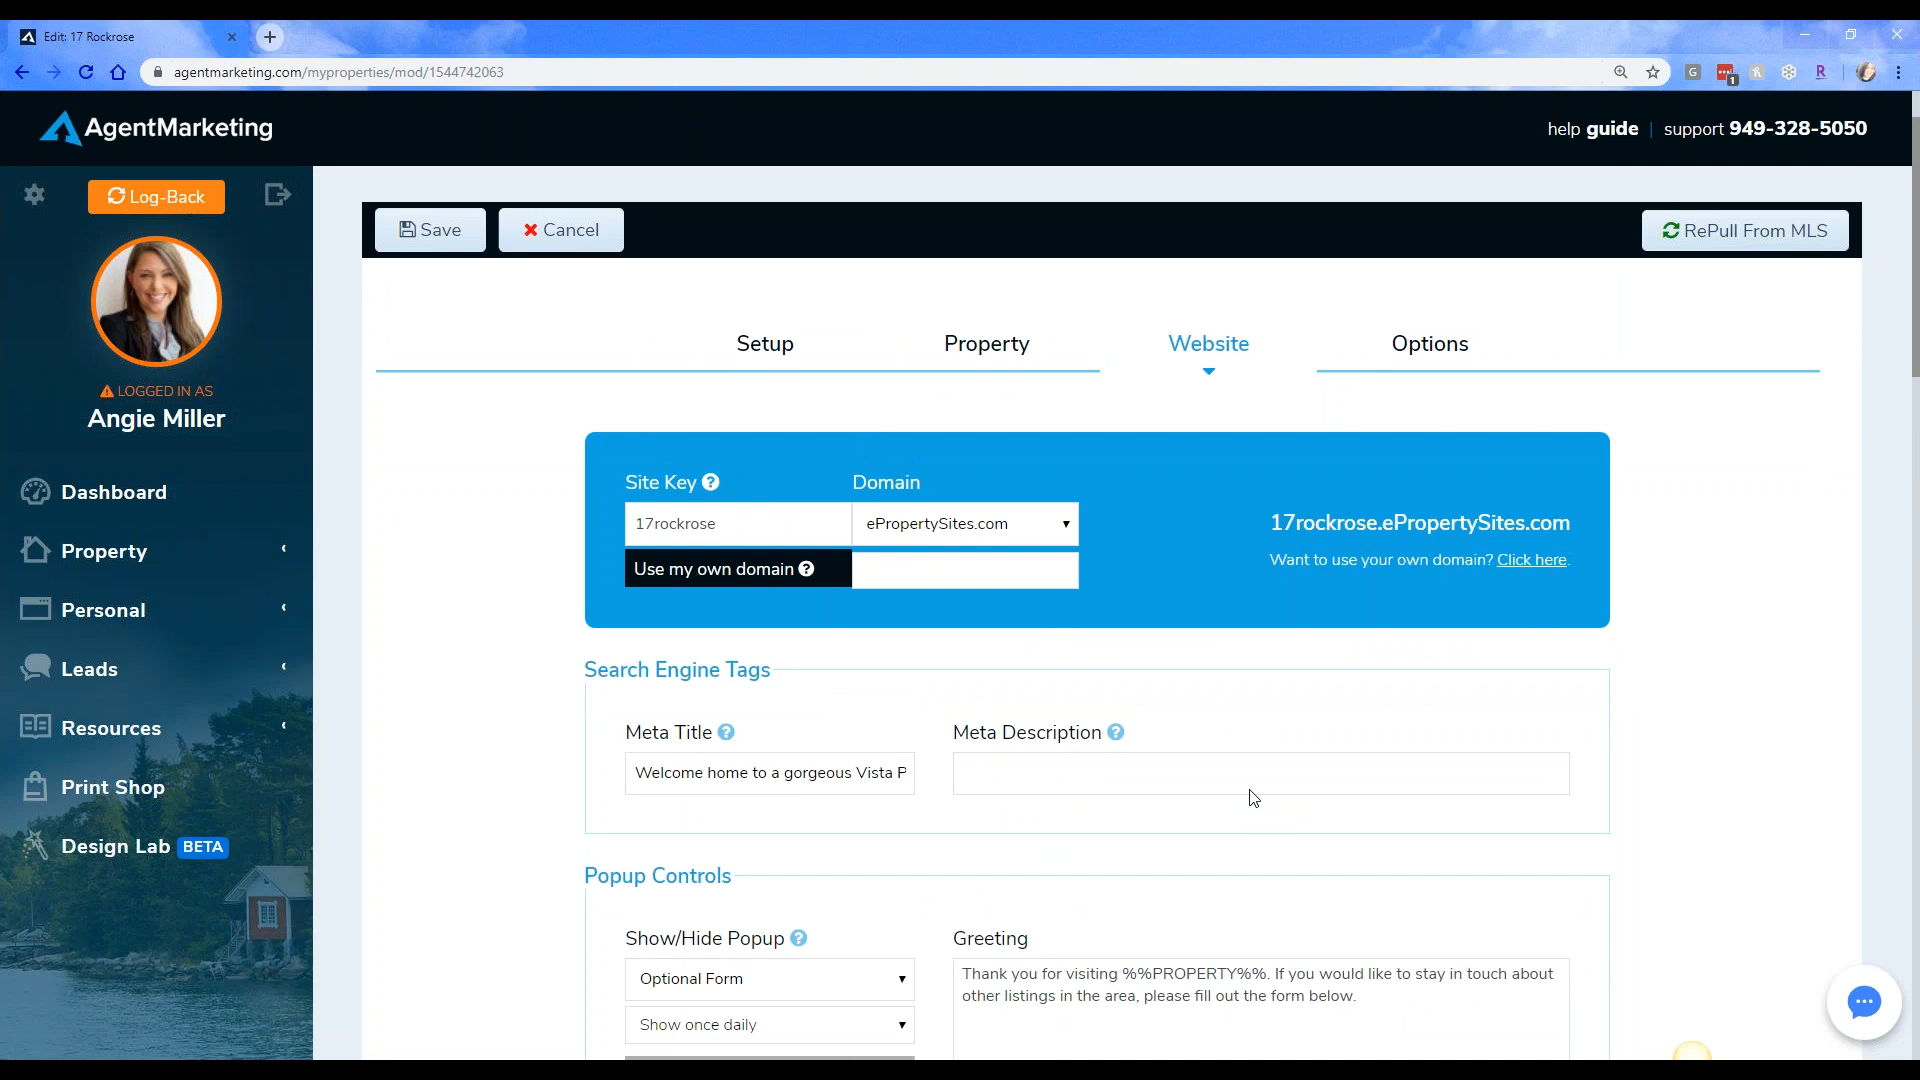 Edit: 17 Rockrose
agentmarketing.com/myproperties/mod/1544742063
G
1
R
AgentMarketing
help guide | support 949-328-5050
Log-Back
LOGGED IN AS
Angie Miller
Dashboard
Property
Personal
Leads
Resources
Print Shop
Design Lab BETA
Save
Cancel
RePull From MLS
Setup
Property
Website
Options
Site Key ?
Domain
17rockrose
ePropertySites.com
Use my own domain ?
17rockrose.ePropertySites.com
Want to use your own domain? Click here.
Search Engine Tags
Meta Title ?
Meta Description ?
Welcome home to a gorgeous Vista P
Popup Controls
Show/Hide Popup ?
Greeting
Optional Form
Show once daily
Thank you for visiting %%PROPERTY%%. If you would like to stay in touch about
other listings in the area, please fill out the form below.